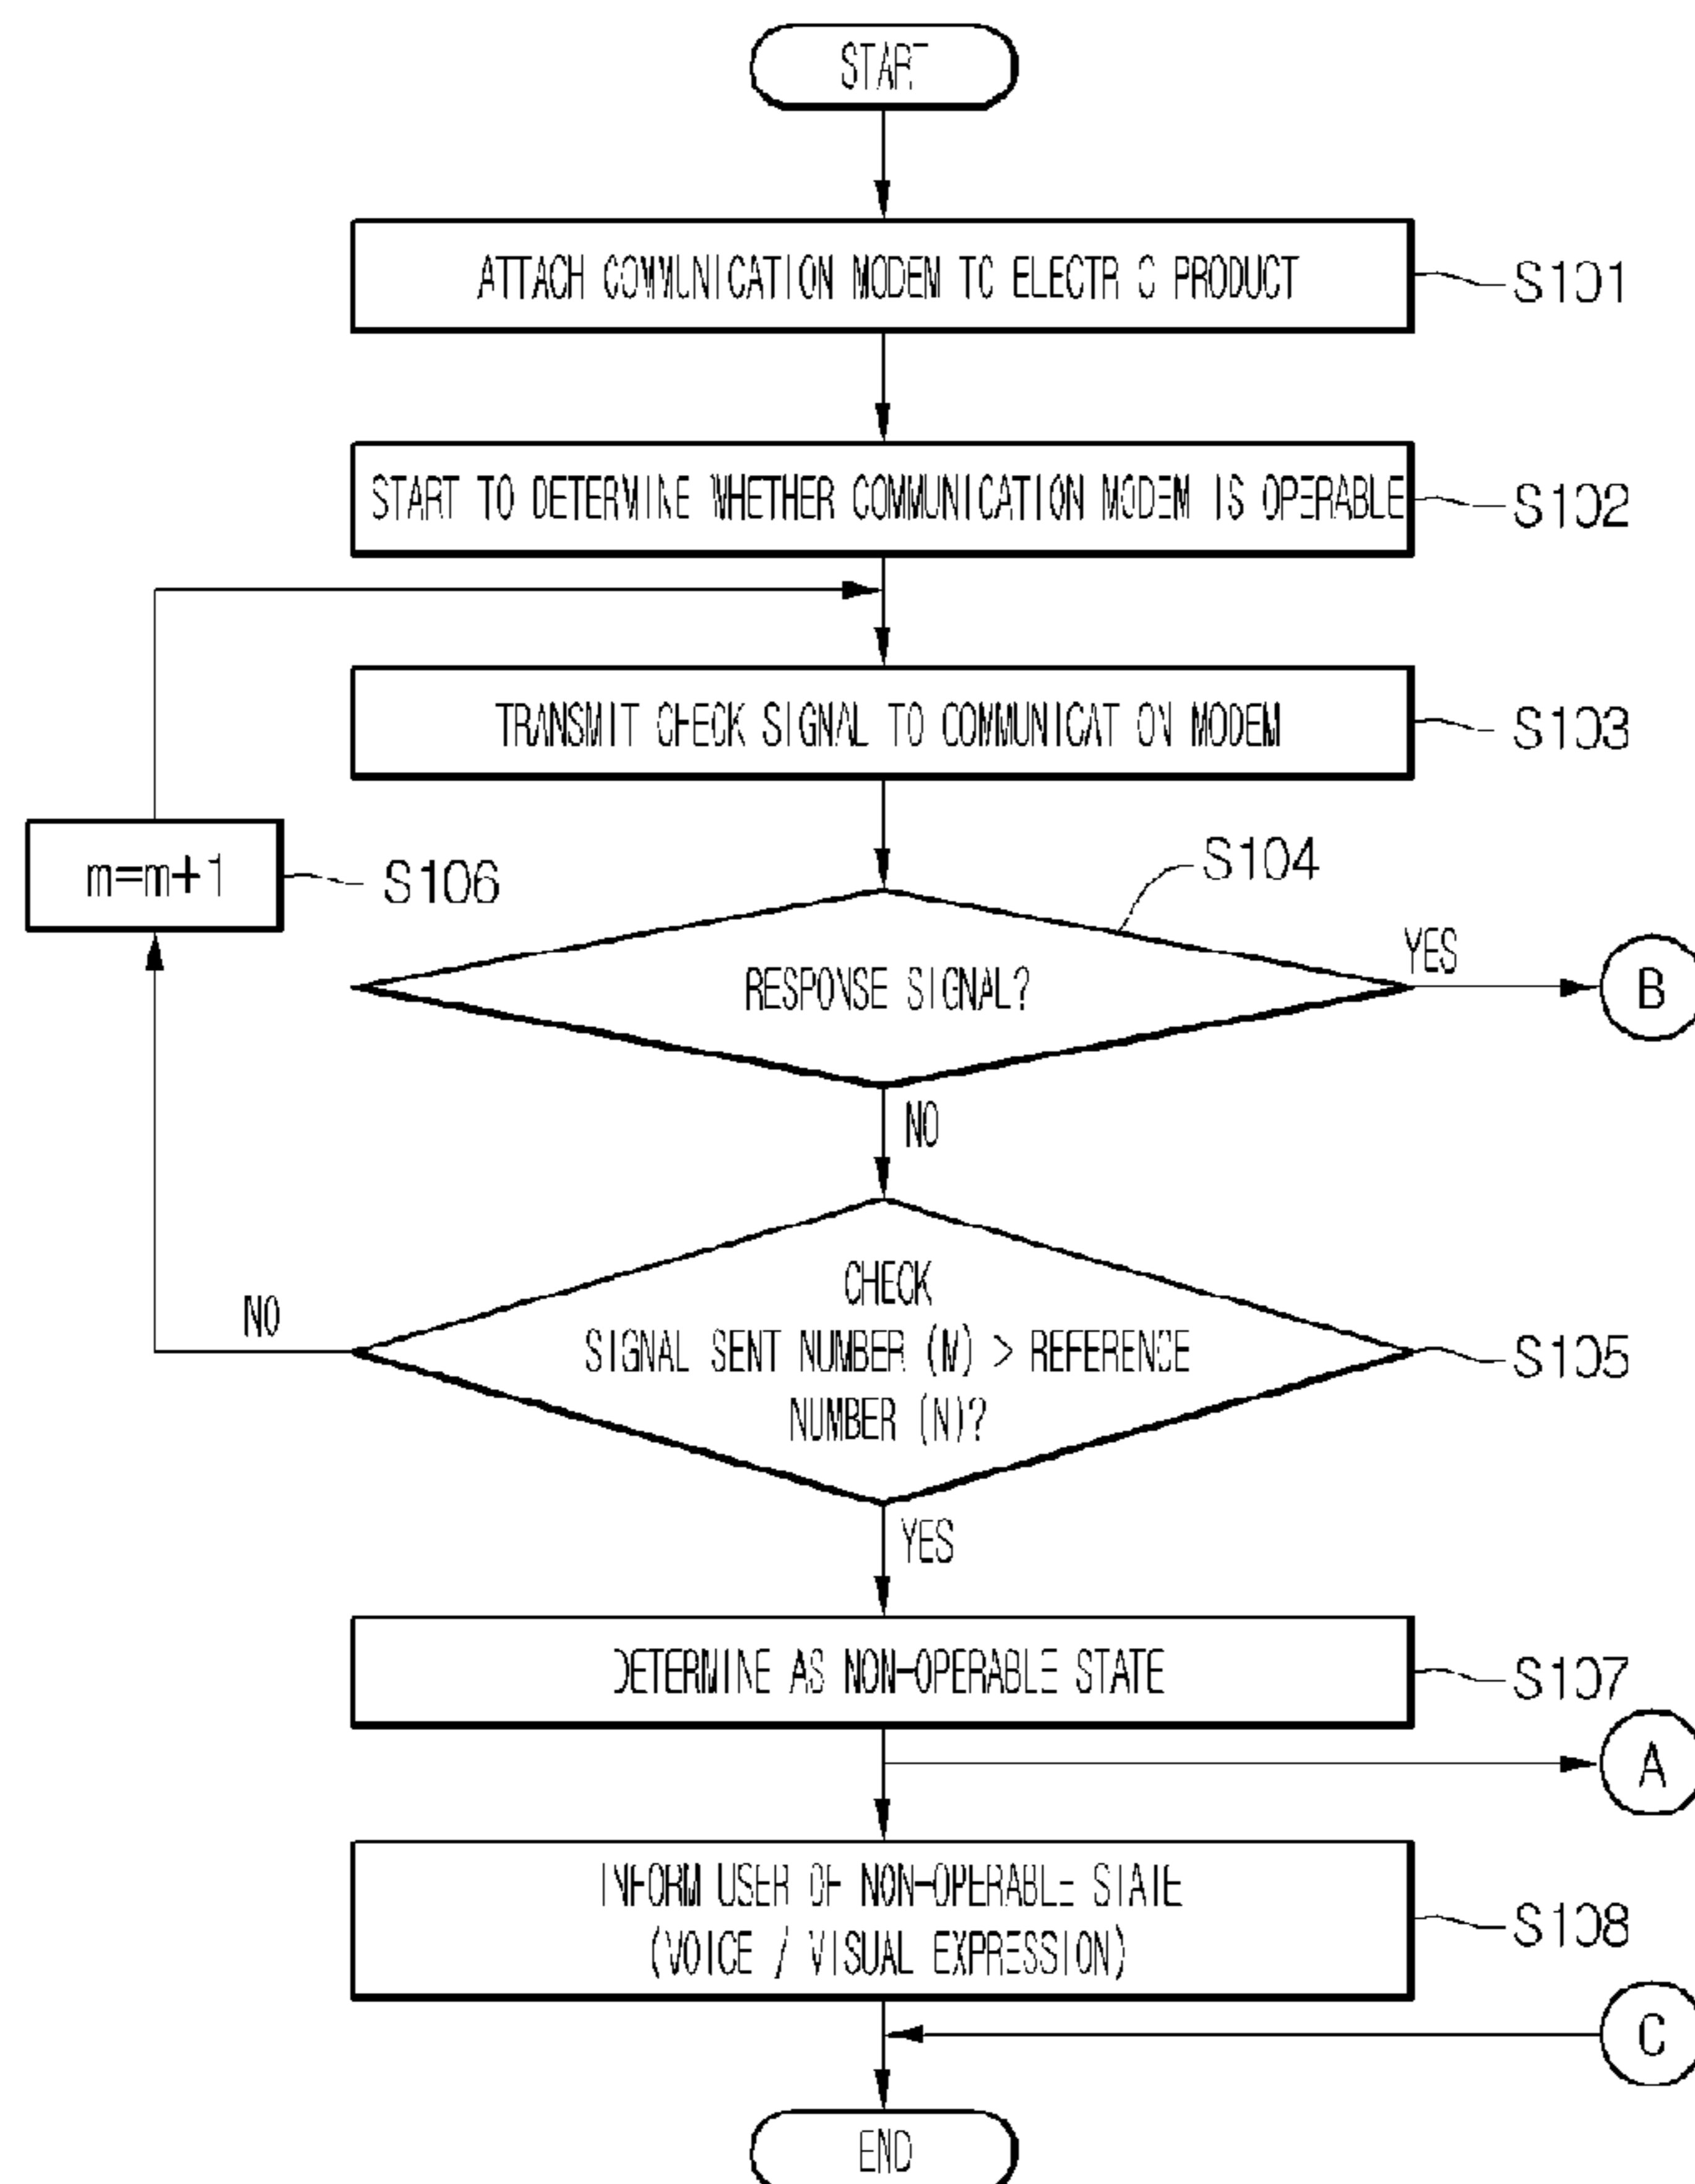 START
ATTACH COMMUNICATION MODEM TO ELECTRIC PRODUCT
S101
START TO DETERMINE WHETHER COMMUNICATION MODEM IS OPERABLE
S102
TRANSMIT CHECK SIGNAL TO COMMUNICATION MODEM
S103
m=m+1
S106
S104
RESPONSE SIGNAL?
YES
B
NO
CHECK
SIGNAL SENT NUMBER (M) > REFERENCE
NUMBER (N)?
NO
S105
YES
DETERMINE AS NON-OPERABLE STATE
S107
A
INFORM USER OF NON-OPERABLE STATE
(VOICE / VISUAL EXPRESSION)
S108
C
END